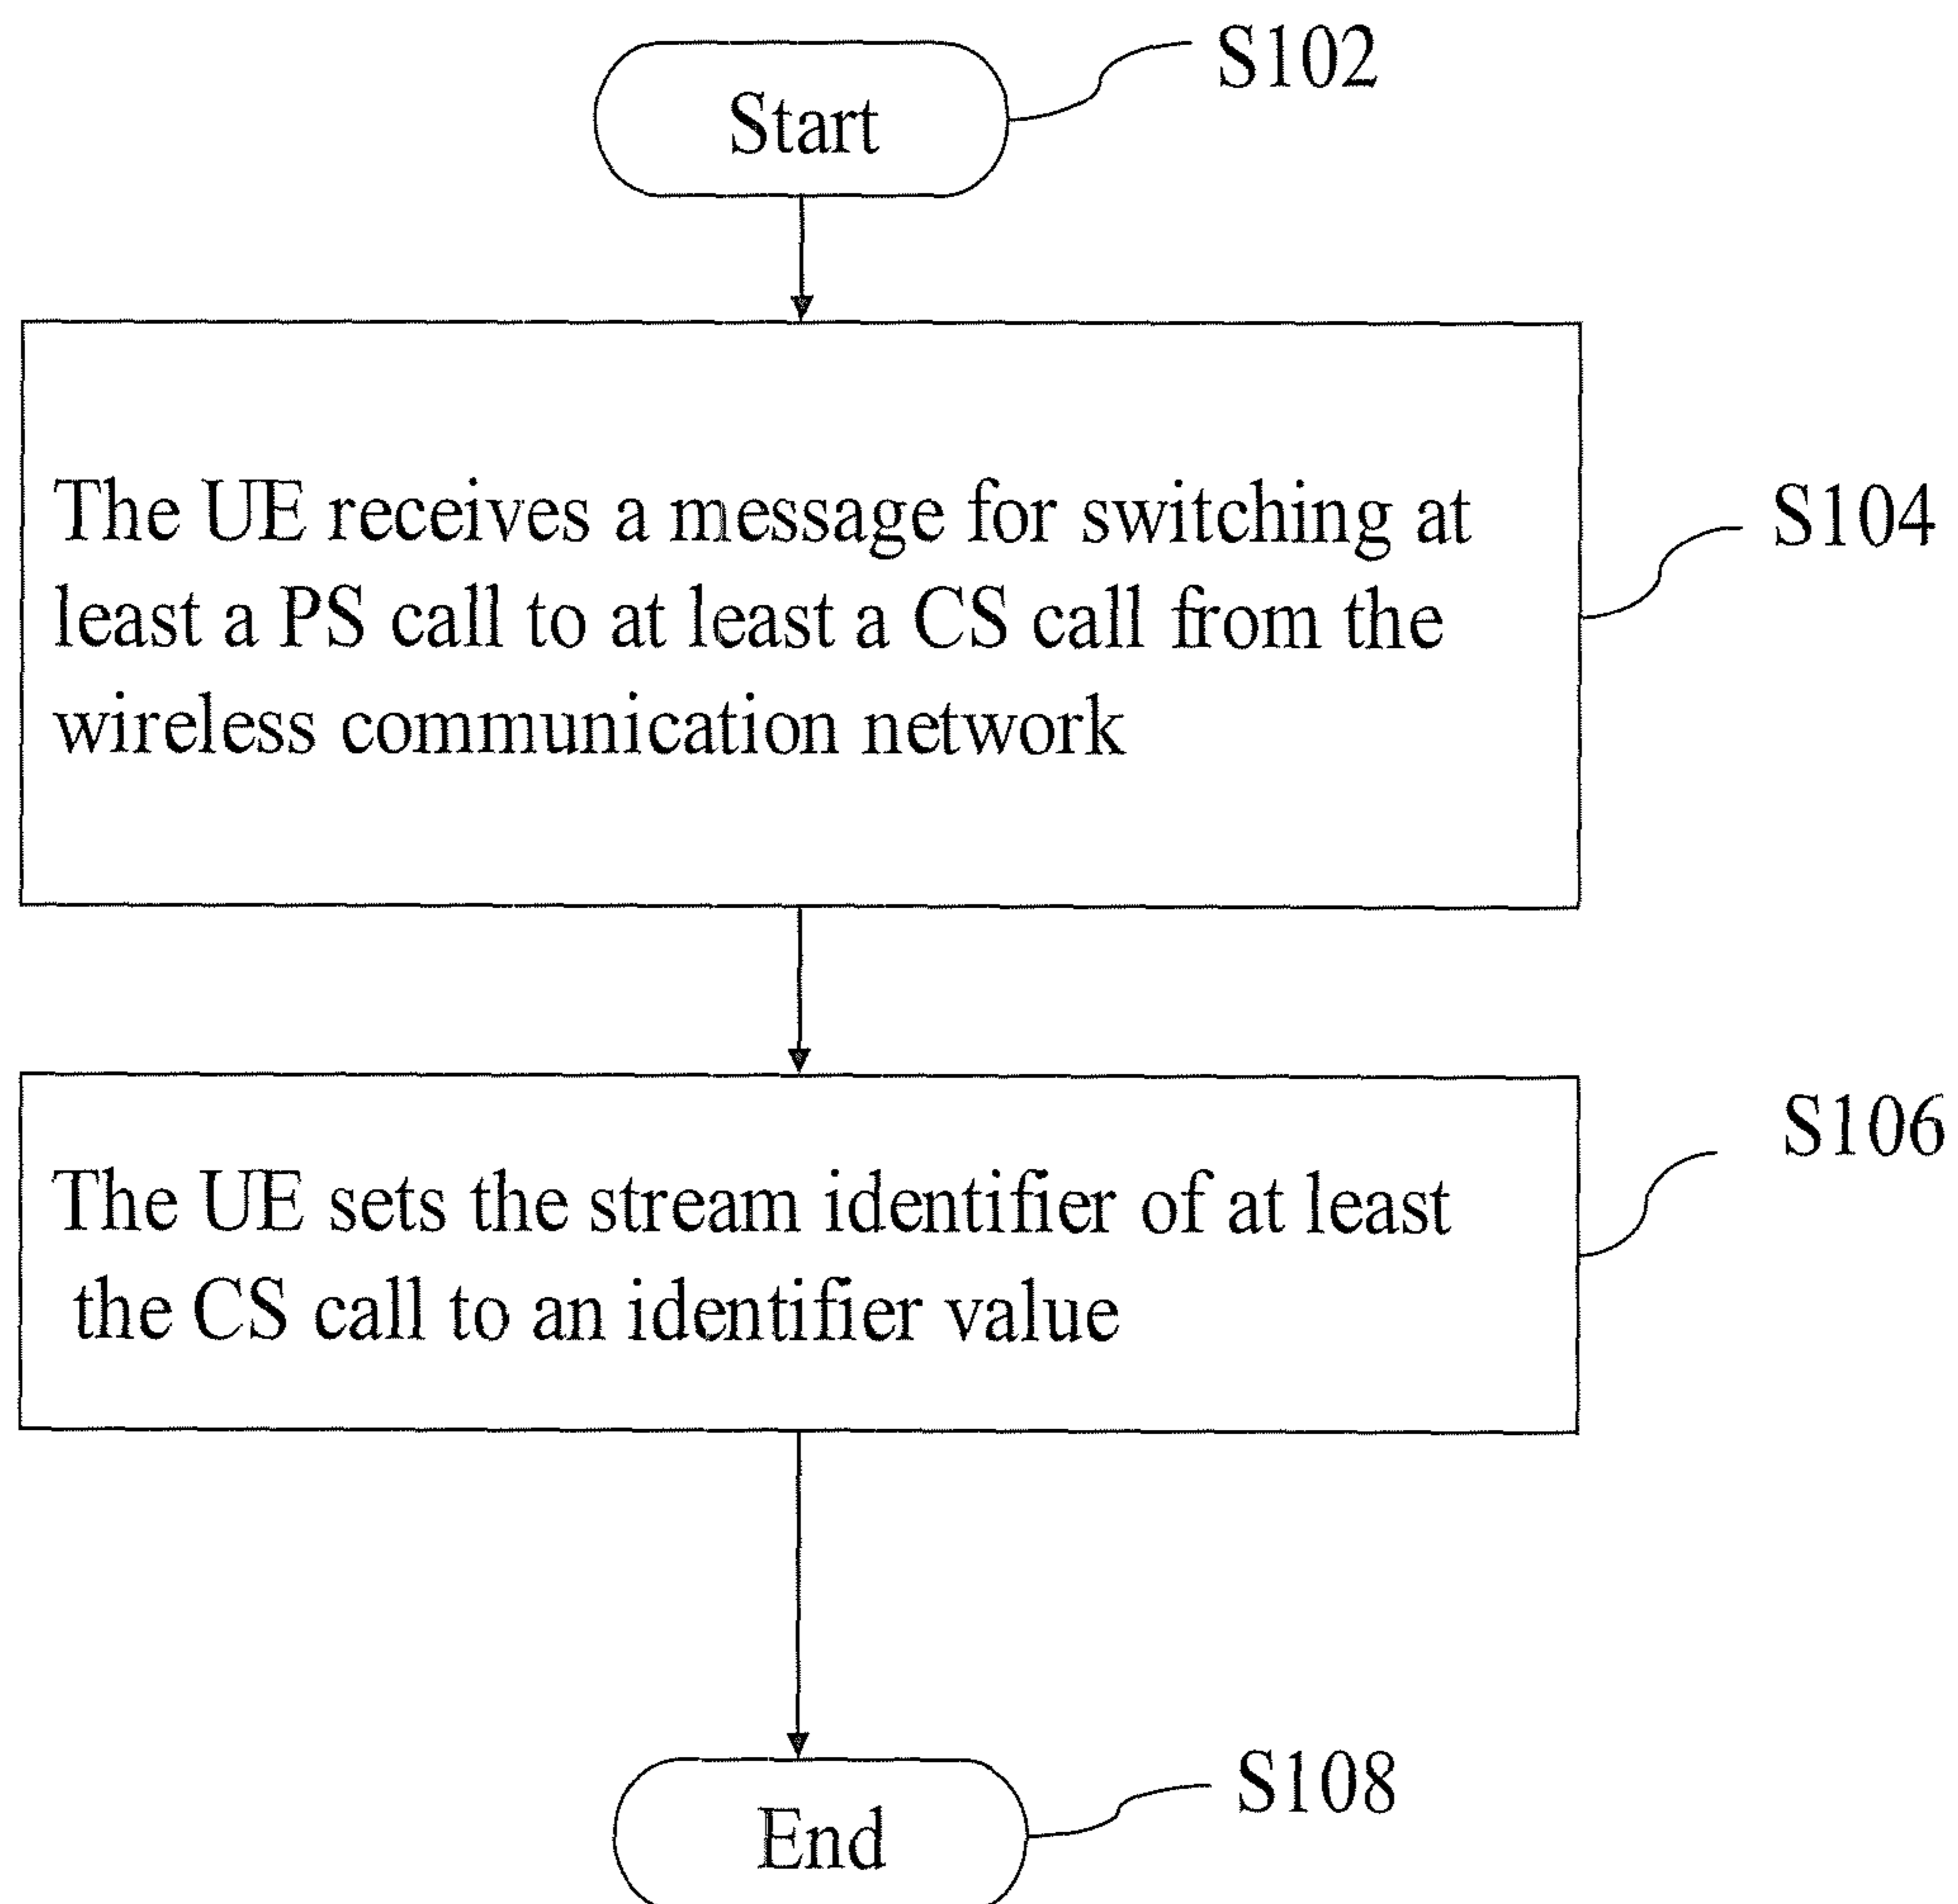 Start
S102
The UE receives a message for switching at
least a PS call to at least a CS call from the
wireless communication network
S104
The UE sets the stream identifier of at least
the CS call to an identifier value
S106
End
S108